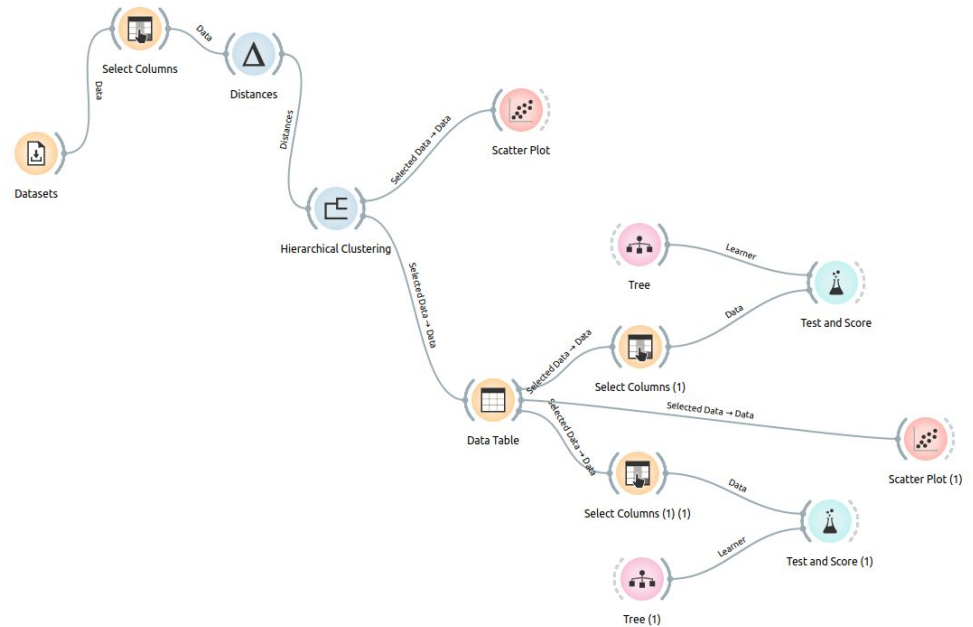 Select Columns
Data
Data
Distances
Datasets
Distances
Selected Data → Data
Scatter Plot
Hierarchical Clustering
Selected Data → Data
Learner
Tree
Test and Score
Data
Selected Data → Data
Select Columns (1)
Selected Data → Data
Selected Data → Data
Data Table
Scatter Plot (1)
Data
Select Columns (1) (1)
Learner
Test and Score (1)
Tree (1)